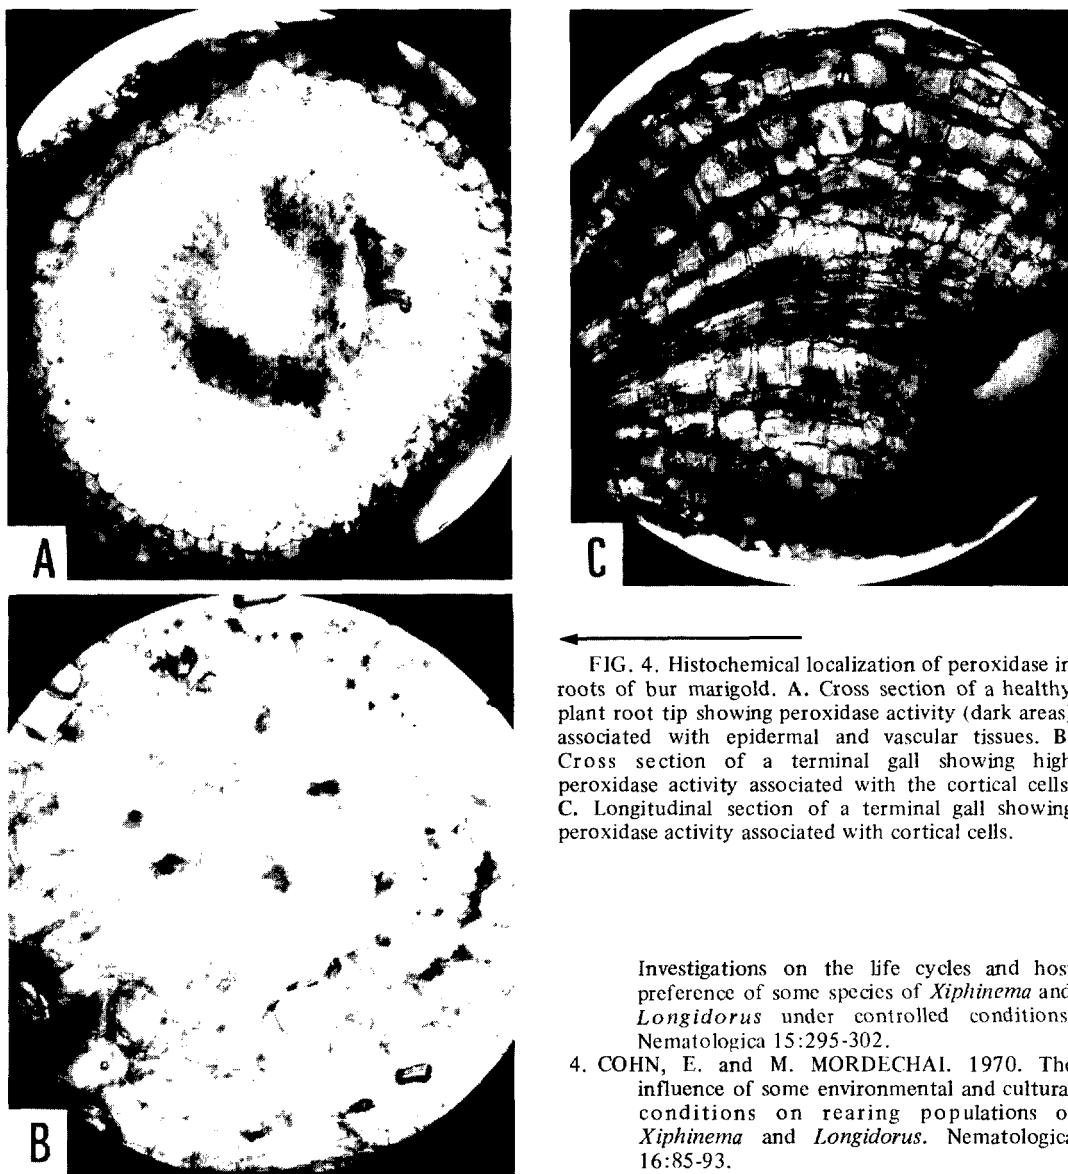 A
C
B
FIG. 4. Histochemical localization of peroxidase in
roots of bur marigold. A. Cross section of a healthy
plant root tip showing peroxidase activity (dark areas)
associated with epidermal and vascular tissues. B
Cross section of a terminal gall showing high
peroxidase activity associated with the cortical cells
C. Longitudinal section of a terminal gall showing
peroxidase activity associated with cortical cells.
Investigations on the life cycles and hos
preference of some species of Xiphinema and
Longidorus under controlled conditions
Nematologica 15:295-302.
4. COHN, E. and M. MORDECHAI. 1970. The
influence of some environmental and cultura
conditions on rearing populations o
Xiphinema and Longidorus. Nematologica
16:85-93.